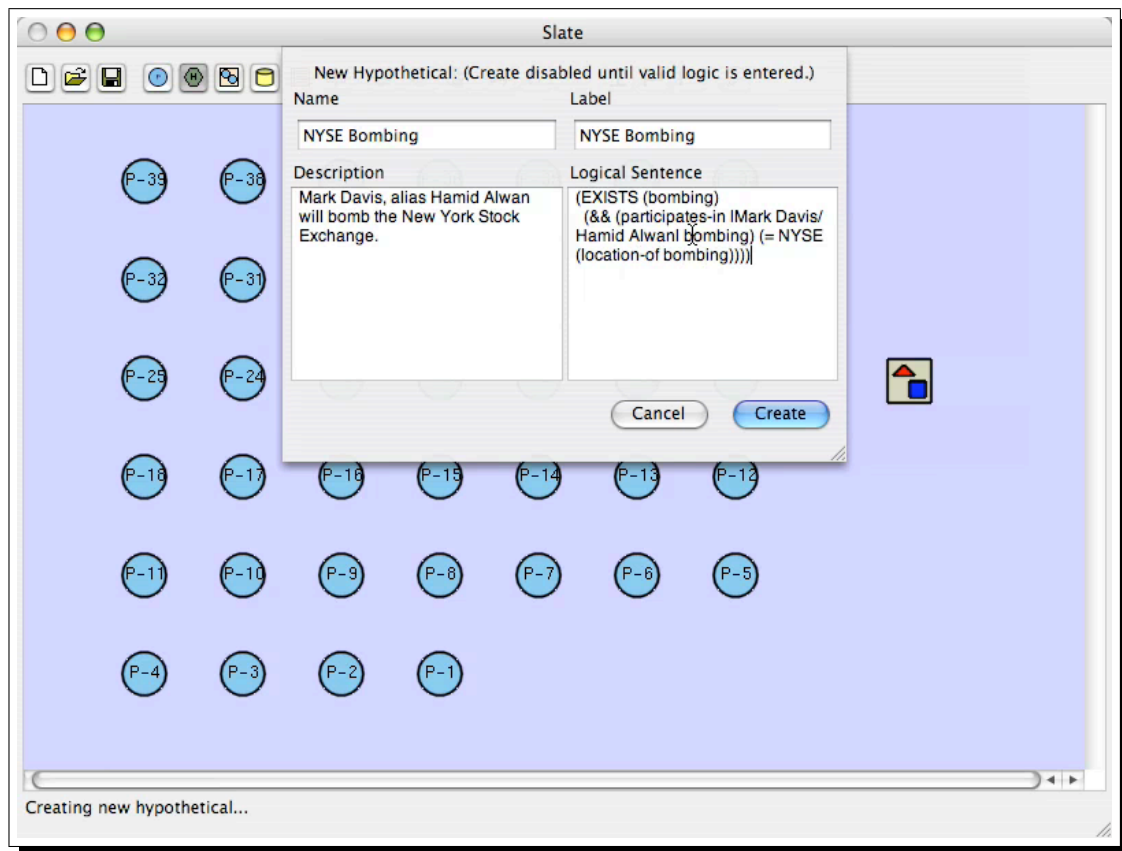 Slate
New Hypothetical: (Create disabled until valid logic is entered.)
Name
Label
NYSE Bombing
NYSE Bombing
Description
Logical Sentence
Mark Davis, alias Hamid Alwan
will bomb the New York Stock
Exchange.
(EXISTS (bombing)
(&& (participates-in |Mark Davis/
Hamid Alwan| bombing) (= NYSE
(location-of bombing))))
Cancel
Create
P-39 P-38
P-32 P-31
P-25 P-24
P-18 P-17 P-16 P-15 P-14 P-13 P-12
P-11 P-10 P-9 P-8 P-7 P-6 P-5
P-4 P-3 P-2 P-1
Creating new hypothetical...